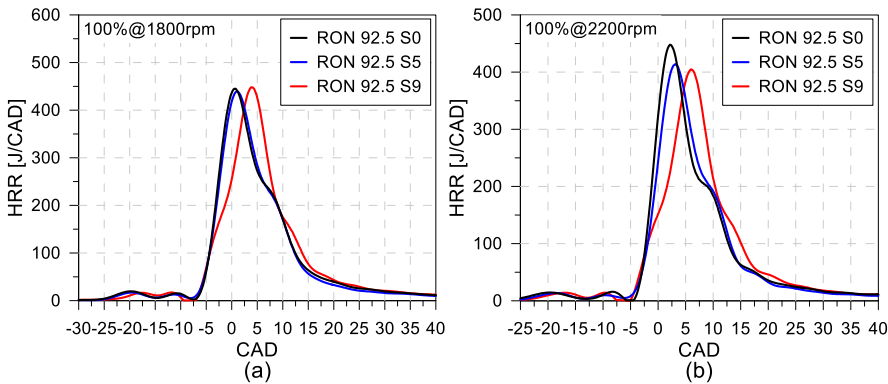 100%@1800rpm
RON 92.5 S0
RON 92.5 S5
RON 92.5 S9
HRR [J/CAD]
600
500
400
300
200
100
0
-30 -25 -20 -15 -10 -5 0 5 10 15 20 25 30 35 40
CAD
(a)
100%@2200rpm
RON 92.5 S0
RON 92.5 S5
RON 92.5 S9
HRR [J/CAD]
500
400
300
200
100
0
-25 -20 -15 -10 -5 0 5 10 15 20 25 30 35 40
CAD
(b)